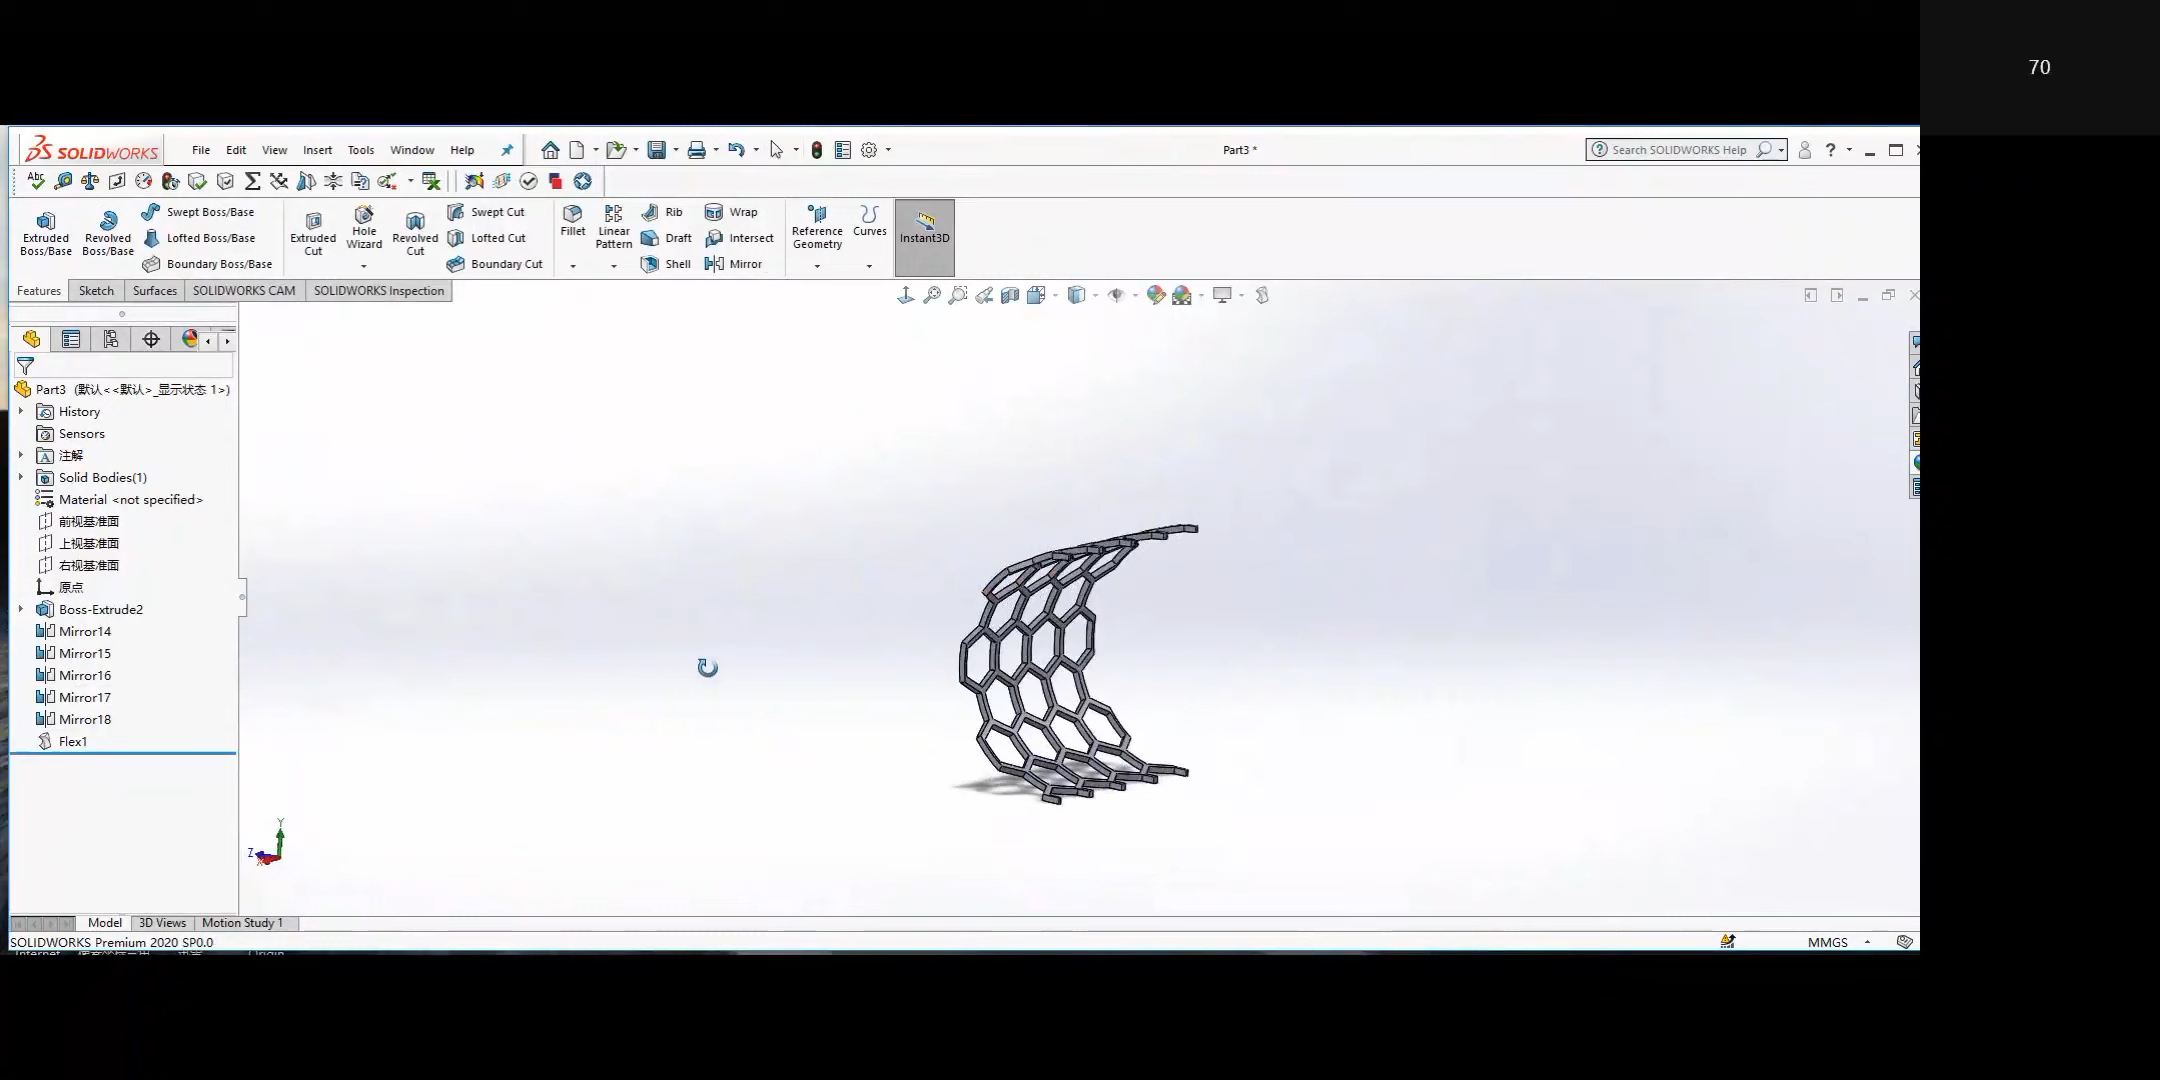 70
SOLIDWORKS File Edit View Insert Tools Window Help Part3 * Search SOLIDWORKS Help ?
Extruded Boss/Base
Revolved Boss/Base
Swept Boss/Base
Lofted Boss/Base
Boundary Boss/Base
Extruded Cut
Hole Wizard
Revolved Cut
Swept Cut
Lofted Cut
Boundary Cut
Fillet
Linear Pattern
Rib
Draft
Shell
Wrap
Intersect
Mirror
Reference Geometry
Curves
Instant3D
Features Sketch Surfaces SOLIDWORKS CAM SOLIDWORKS Inspection
Part3 (默认<<默认>_显示状态 1>)
History
Sensors
注解
Solid Bodies(1)
Material <not specified>
前视基准面
上视基准面
右视基准面
原点
Boss-Extrude2
Mirror14
Mirror15
Mirror16
Mirror17
Mirror18
Flex1
Y
Z
X
Model 3D Views Motion Study 1
SOLIDWORKS Premium 2020 SP0.0 MMGS